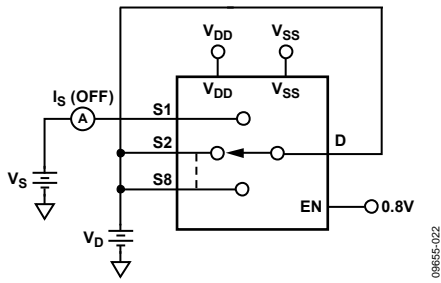 VDD VSS
VDD VSS
IS (OFF)
A
S1
S2
D
S8
VS
EN
0.8V
VD
09655-022